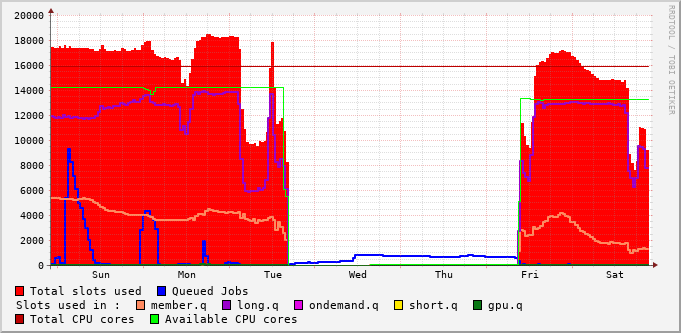 20000
18000
16000
14000
12000
10000
8000
6000
4000
2000
0
Sun Mon Tue Wed Thu Fri Sat
RRDTOOL / TOBI OETIKER
Total slots used Queued Jobs
Slots used in : member.q long.q ondemand.q short.q gpu.q
Total CPU cores Available CPU cores